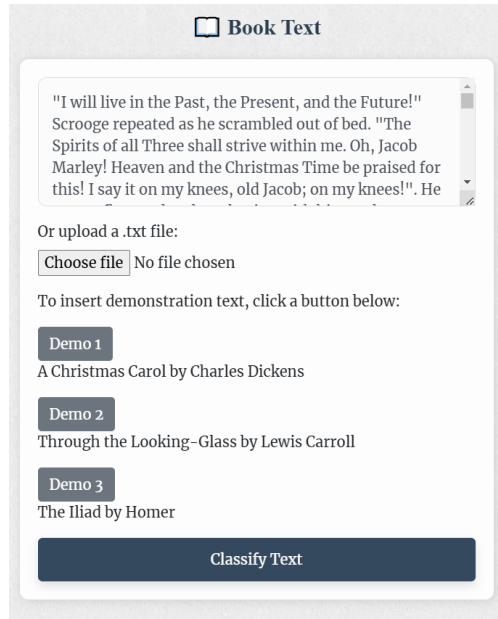 Book Text
"I will live in the Past, the Present, and the Future!"
Scrooge repeated as he scrambled out of bed. "The
Spirits of all Three shall strive within me. Oh, Jacob
Marley! Heaven and the Christmas Time be praised for
this! I say it on my knees, old Jacob; on my knees!". He
Or upload a .txt file:
Choose file No file chosen
To insert demonstration text, click a button below:
Demo 1
A Christmas Carol by Charles Dickens
Demo 2
Through the Looking-Glass by Lewis Carroll
Demo 3
The Iliad by Homer
Classify Text